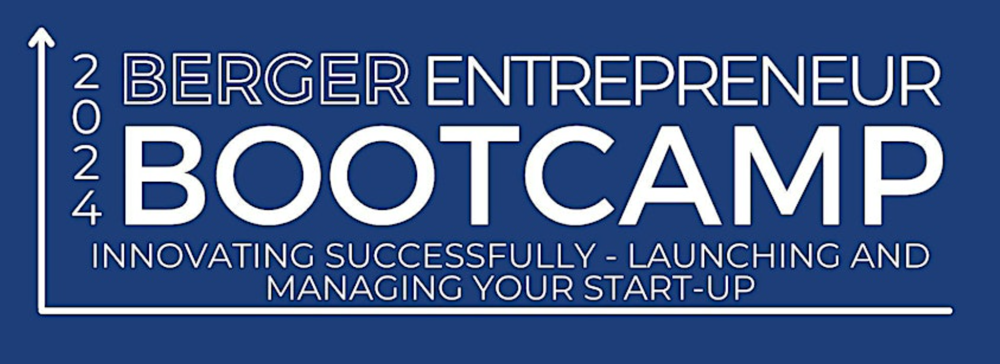 2024
BERGER ENTREPRENEUR
BOOTCAMP
INNOVATING SUCCESSFULLY - LAUNCHING AND
MANAGING YOUR START-UP